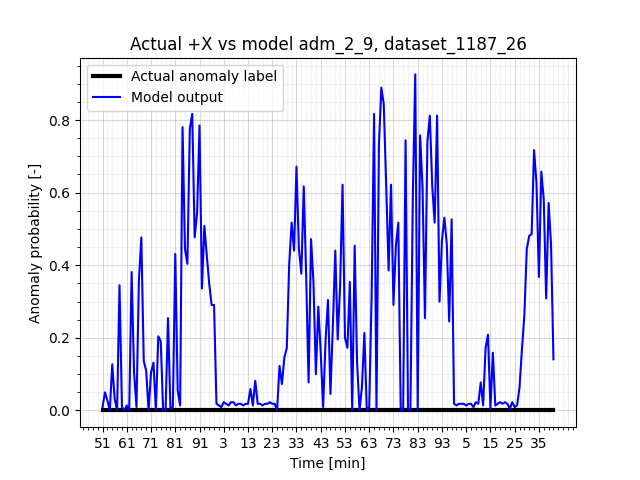 Actual +X vs model adm_2_9, dataset_1187_26
Actual anomaly label
Model output
Anomaly probability [-]
0.8
0.6
0.4
0.2
0.0
51 61 71 81 91 3 13 23 33 43 53 63 73 83 93 5 15 25 35
Time [min]